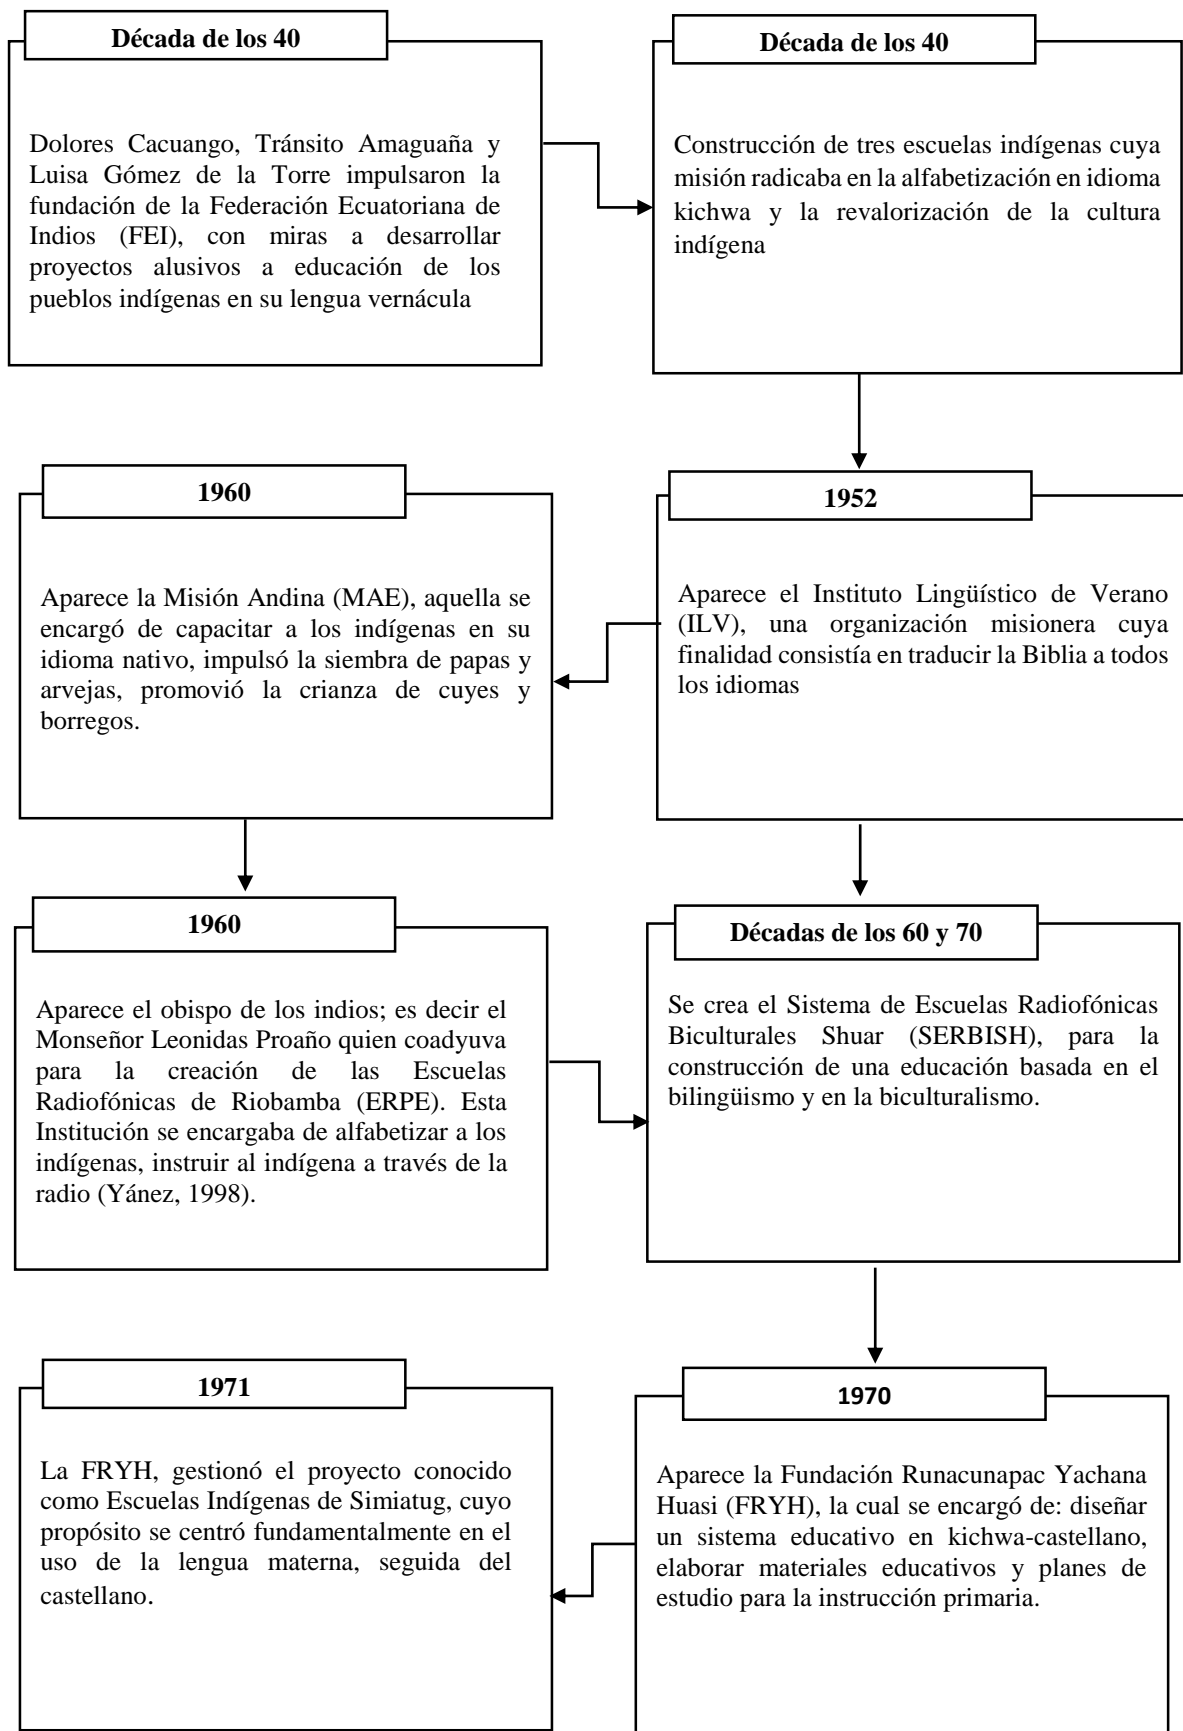 Década de los 40
Dolores Cacuango, Tránsito Amaguaña y
Luisa Gómez de la Torre impulsaron la
fundación de la Federación Ecuatoriana de
Indios (FEI), con miras a desarrollar
proyectos alusivos a educación de los
pueblos indígenas en su lengua vernácula
Década de los 40
Construcción de tres escuelas indígenas cuya
misión radicaba en la alfabetización en idioma
kichwa y la revalorización de la cultura
indígena
1952
Aparece el Instituto Lingüístico de Verano
(ILV), una organización misionera cuya
finalidad consistía en traducir la Biblia a todos
los idiomas
1960
Aparece la Misión Andina (MAE), aquella se
encargó de capacitar a los indígenas en su
idioma nativo, impulsó la siembra de papas y
arvejas, promovió la crianza de cuyes y
borregos.
1960
Aparece el obispo de los indios; es decir el
Monseñor Leonidas Proaño quien coadyuva
para la creación de las Escuelas
Radiofónicas de Riobamba (ERPE). Esta
Institución se encargaba de alfabetizar a los
indígenas, instruir al indígena a través de la
radio (Yánez, 1998).
Décadas de los 60 y 70
Se crea el Sistema de Escuelas Radiofónicas
Biculturales Shuar (SERBISH), para la
construcción de una educación basada en el
bilingüismo y en la biculturalismo.
1970
Aparece la Fundación Runacunapac Yachana
Huasi (FRYH), la cual se encargó de: diseñar
un sistema educativo en kichwa-castellano,
elaborar materiales educativos y planes de
estudio para la instrucción primaria.
1971
La FRYH, gestionó el proyecto conocido
como Escuelas Indígenas de Simiatug, cuyo
propósito se centró fundamentalmente en el
uso de la lengua materna, seguida del
castellano.